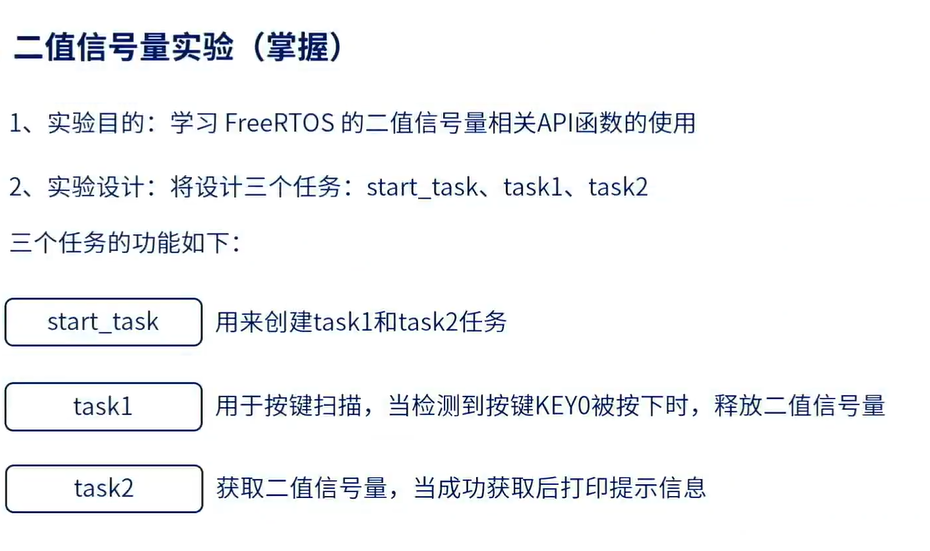 二值信号量实验（掌握）
1、实验目的：学习 FreeRTOS 的二值信号量相关API函数的使用
2、实验设计：将设计三个任务：start_task、task1、task2
三个任务的功能如下：
start_task 用来创建task1和task2任务
task1 用于按键扫描，当检测到按键KEY0被按下时，释放二值信号量
task2 获取二值信号量，当成功获取后打印提示信息